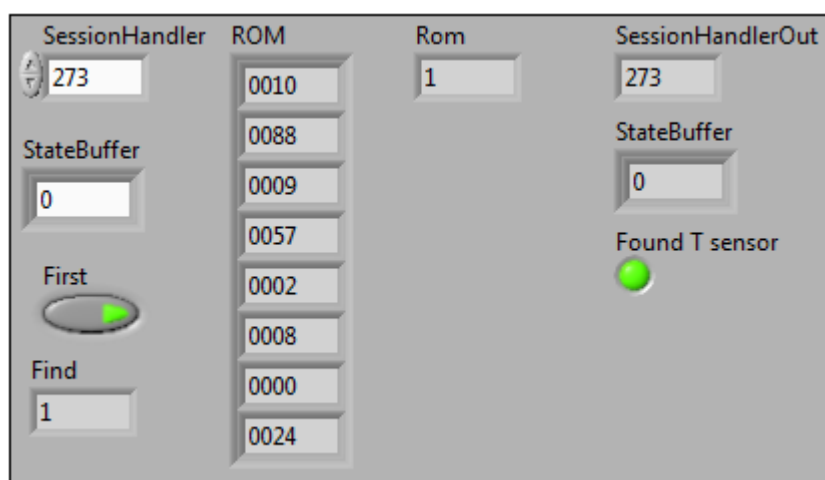 SessionHandler
273
StateBuffer
0
First
Find
1
ROM
0010
0088
0009
0057
0002
0008
0000
0024
Rom
1
SessionHandlerOut
273
StateBuffer
0
Found T sensor